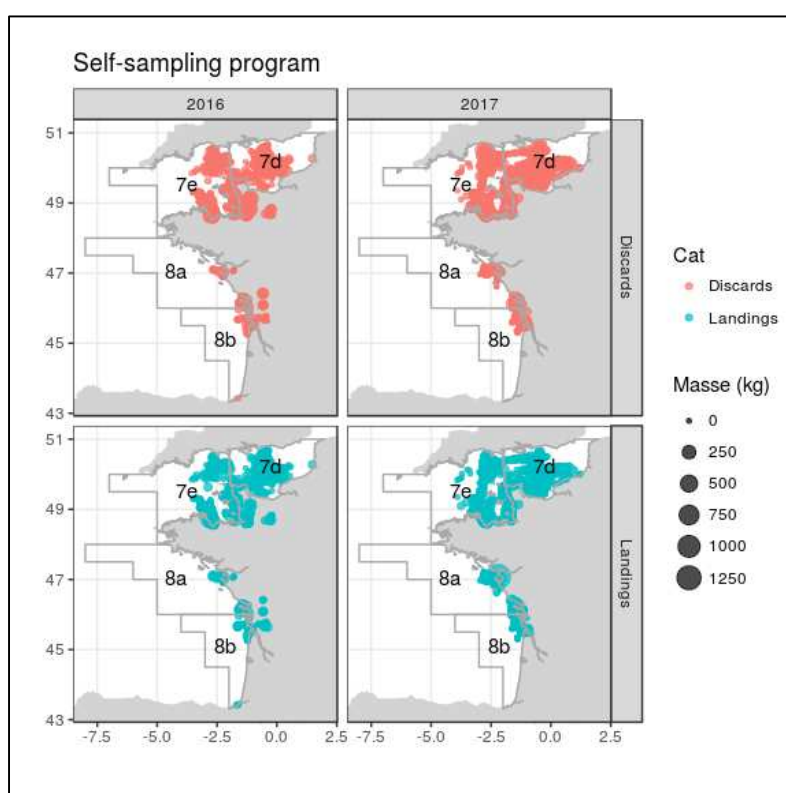 Self-sampling program
2016
2017
51
49
47
45
43
7d
7e
8a
8b
7d
7e
8a
8b
Discards
51
49
47
45
43
7d
7e
8a
8b
7d
7e
8a
8b
Landings
-7.5 -5.0 -2.5 0.0 2.5
-7.5 -5.0 -2.5 0.0 2.5
Cat
Discards
Landings
Masse (kg)
0
250
500
750
1000
1250